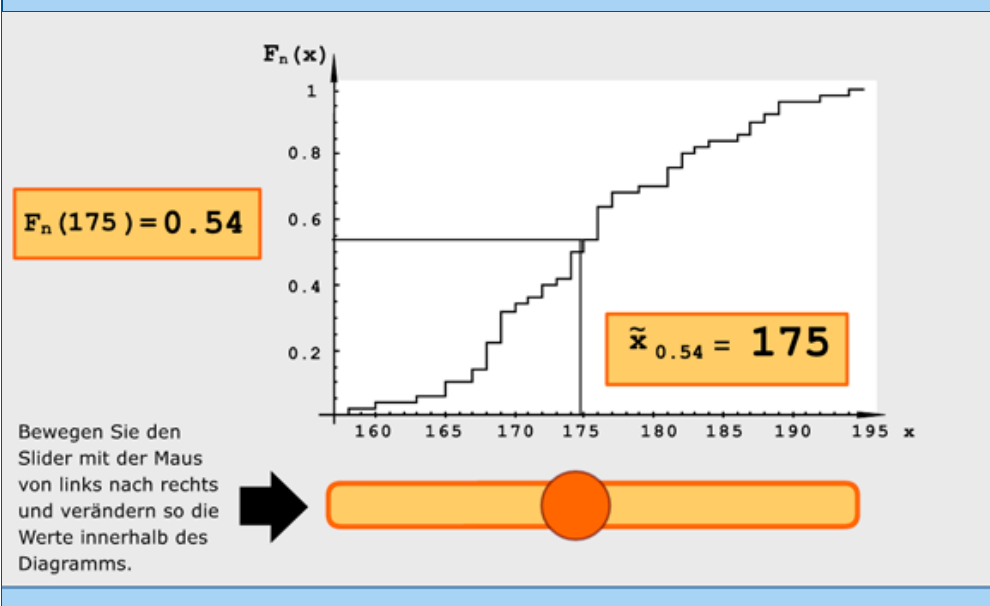 Fₙ(x)
1
0.8
0.6
0.4
0.2
Fₙ(175)=0.54
x̃ 0.54 = 175
160 165 170 175 180 185 190 195 x
Bewegen Sie den
Slider mit der Maus
von links nach rechts
und verändern so die
Werte innerhalb des
Diagramms.